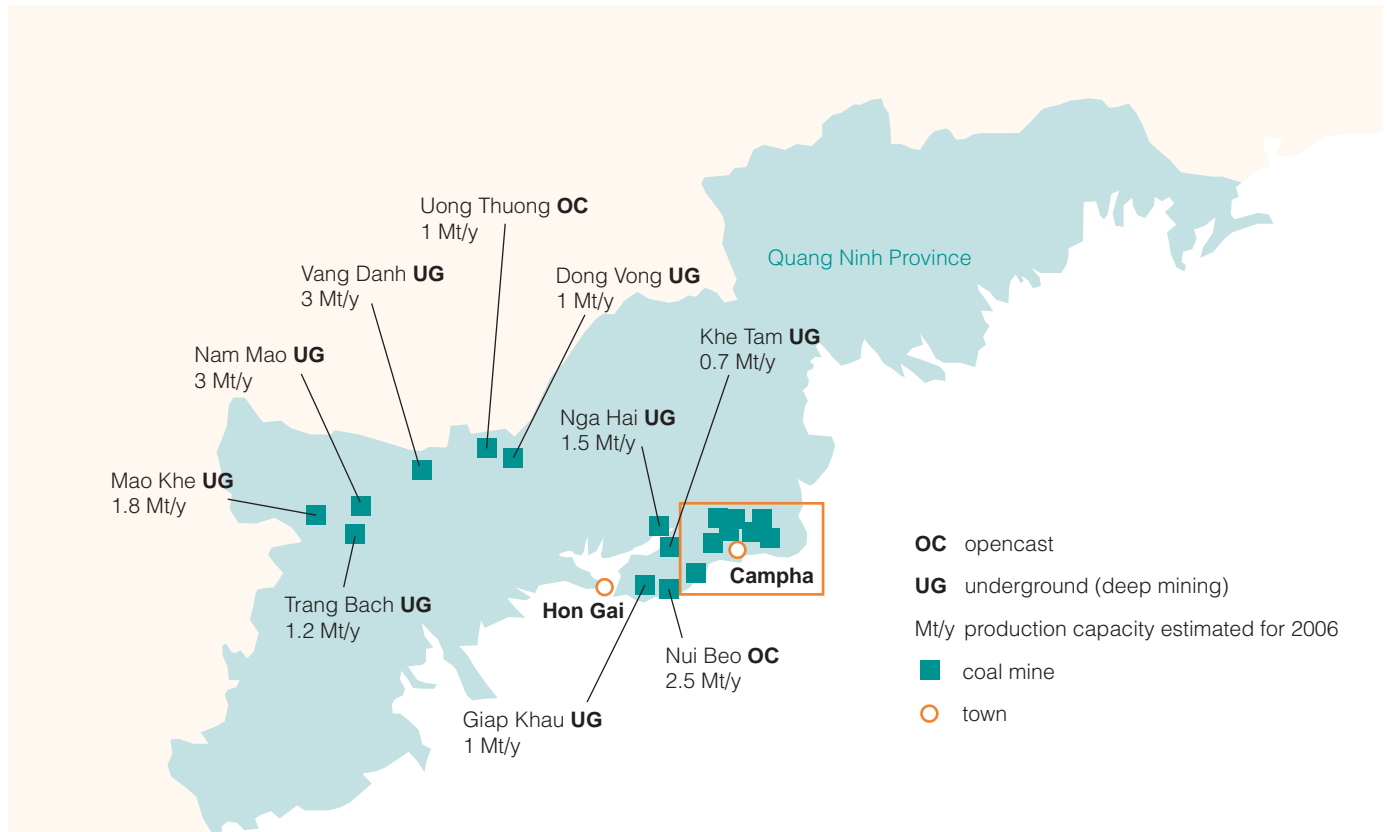 Uong Thuong OC
1 Mt/y
Vang Danh UG
3 Mt/y
Dong Vong UG
1 Mt/y
Quang Ninh Province
Nam Mao UG
3 Mt/y
Khe Tam UG
0.7 Mt/y
Nga Hai UG
1.5 Mt/y
Mao Khe UG
1.8 Mt/y
Trang Bach UG
1.2 Mt/y
Hon Gai
Campha
Nui Beo OC
2.5 Mt/y
Giap Khau UG
1 Mt/y
OC opencast
UG underground (deep mining)
Mt/y production capacity estimated for 2006
coal mine
town